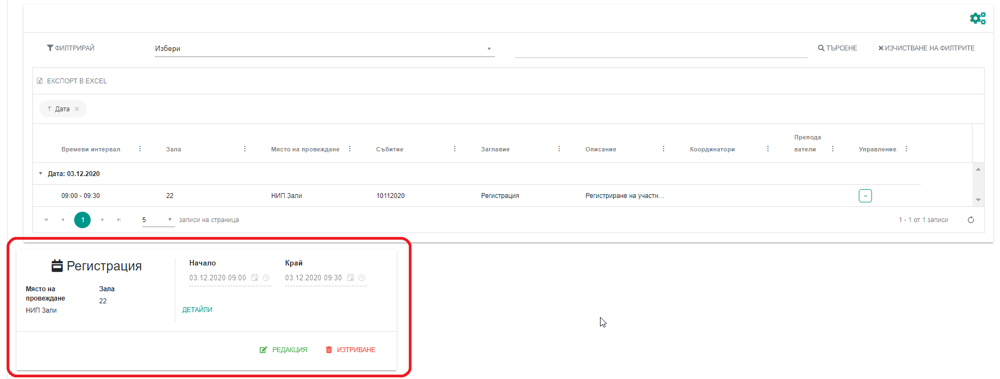 ФИЛТРИРАЙ Избери ТЪРСЕНЕ ИЗЧИСТВАНЕ НА ФИЛТРИТЕ
ЕКСПОРТ В EXCEL
Дата
Времеви интервал Зала Място на провеждане Събитие Заглавие Описание Координатори Препода
ватели Управление
Дата: 03.12.2020
09:00 - 09:30 22 НИП Зали 10112020 Регистрация Регистриране на участн...
1 5 записи на страница 1 - 1 от 1 записи
Регистрация
Място на
провеждане
НИП Зали
Зала
22
Начало
03.12.2020 09:00
Край
03.12.2020 09:30
ДЕТАЙЛИ
РЕДАКЦИЯ ИЗТРИВАНЕ